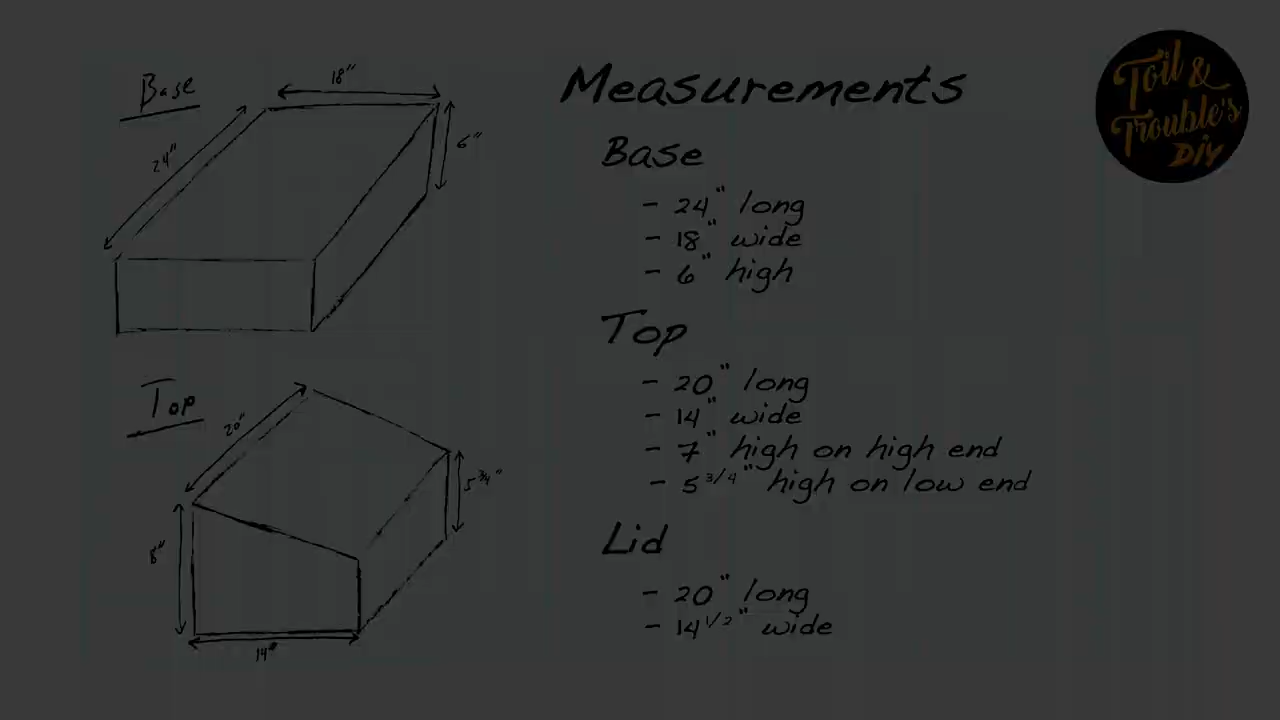 Base
18"
24"
6"
Top
20"
5 3/4"
8"
14"
Measurements
Base
- 24" long
- 18" wide
- 6" high
Top
- 20" long
- 14" wide
- 7" high on high end
- 5 3/4" high on low end
Lid
- 20" long
- 14 1/2" wide
Toil &
Trouble's
DIY